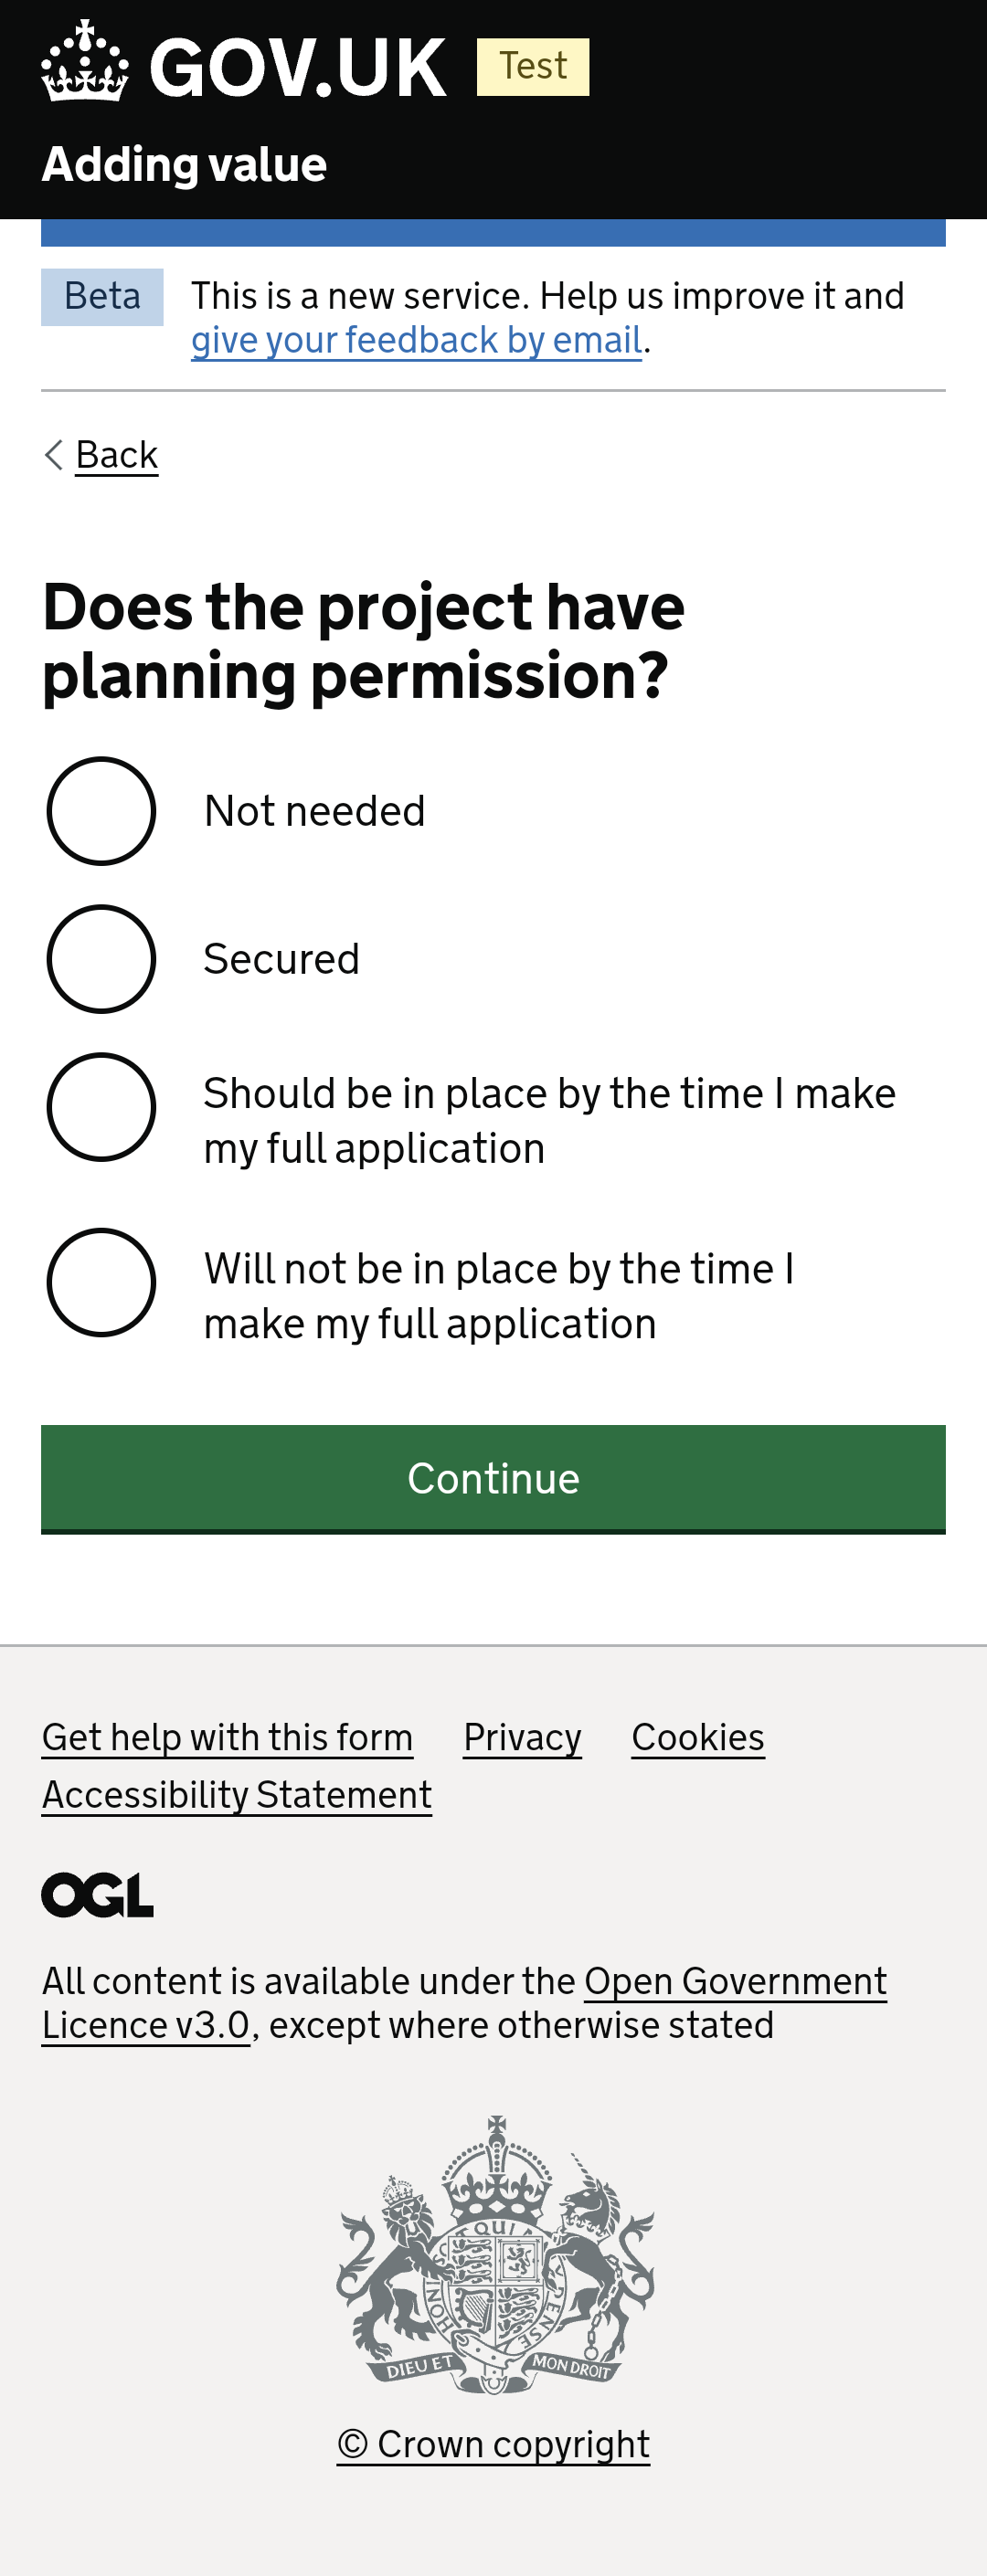 GOV.UK Test
Adding value
Beta
This is a new service. Help us improve it and
give your feedback by email.
Back
Does the project have
planning permission?
Not needed
Secured
Should be in place by the time I make
my full application
Will not be in place by the time I
make my full application
Continue
Get help with this form Privacy Cookies
Accessibility Statement
OGL
All content is available under the Open Government
Licence v3.0, except where otherwise stated
DIEU ET MON DROIT
© Crown copyright